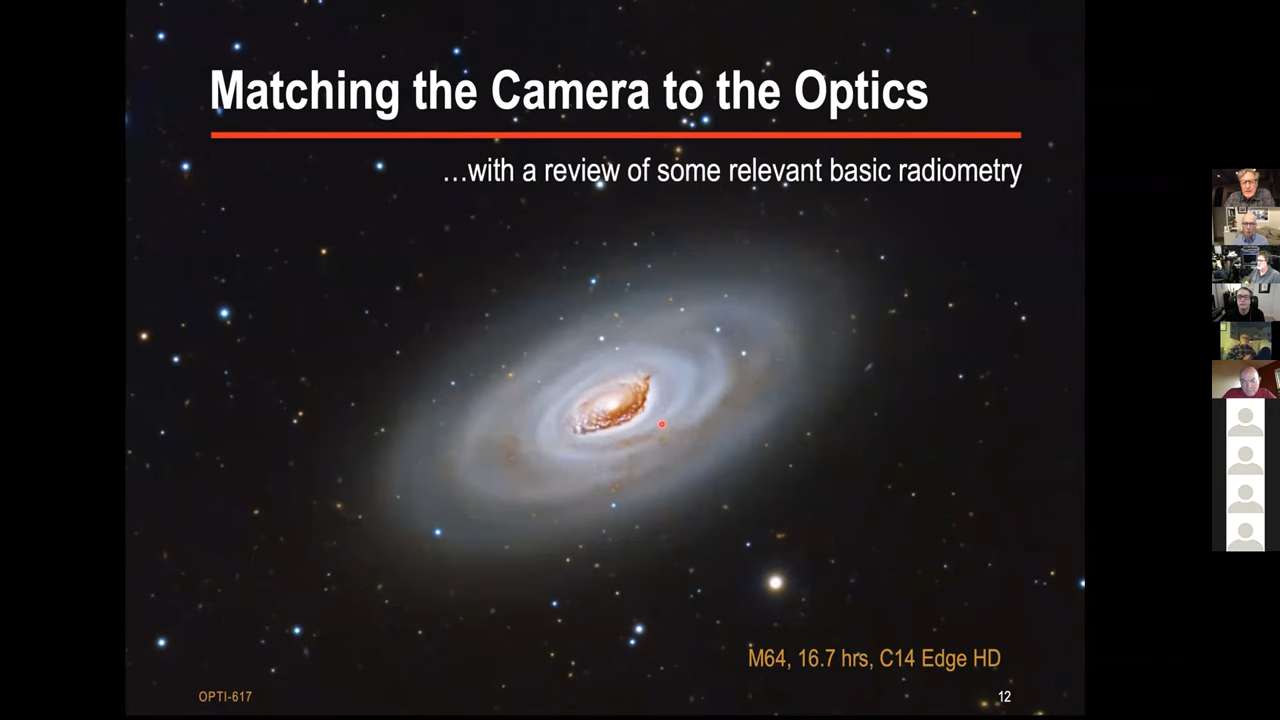 Matching the Camera to the Optics
…with a review of some relevant basic radiometry
M64, 16.7 hrs, C14 Edge HD
OPTI-617
12